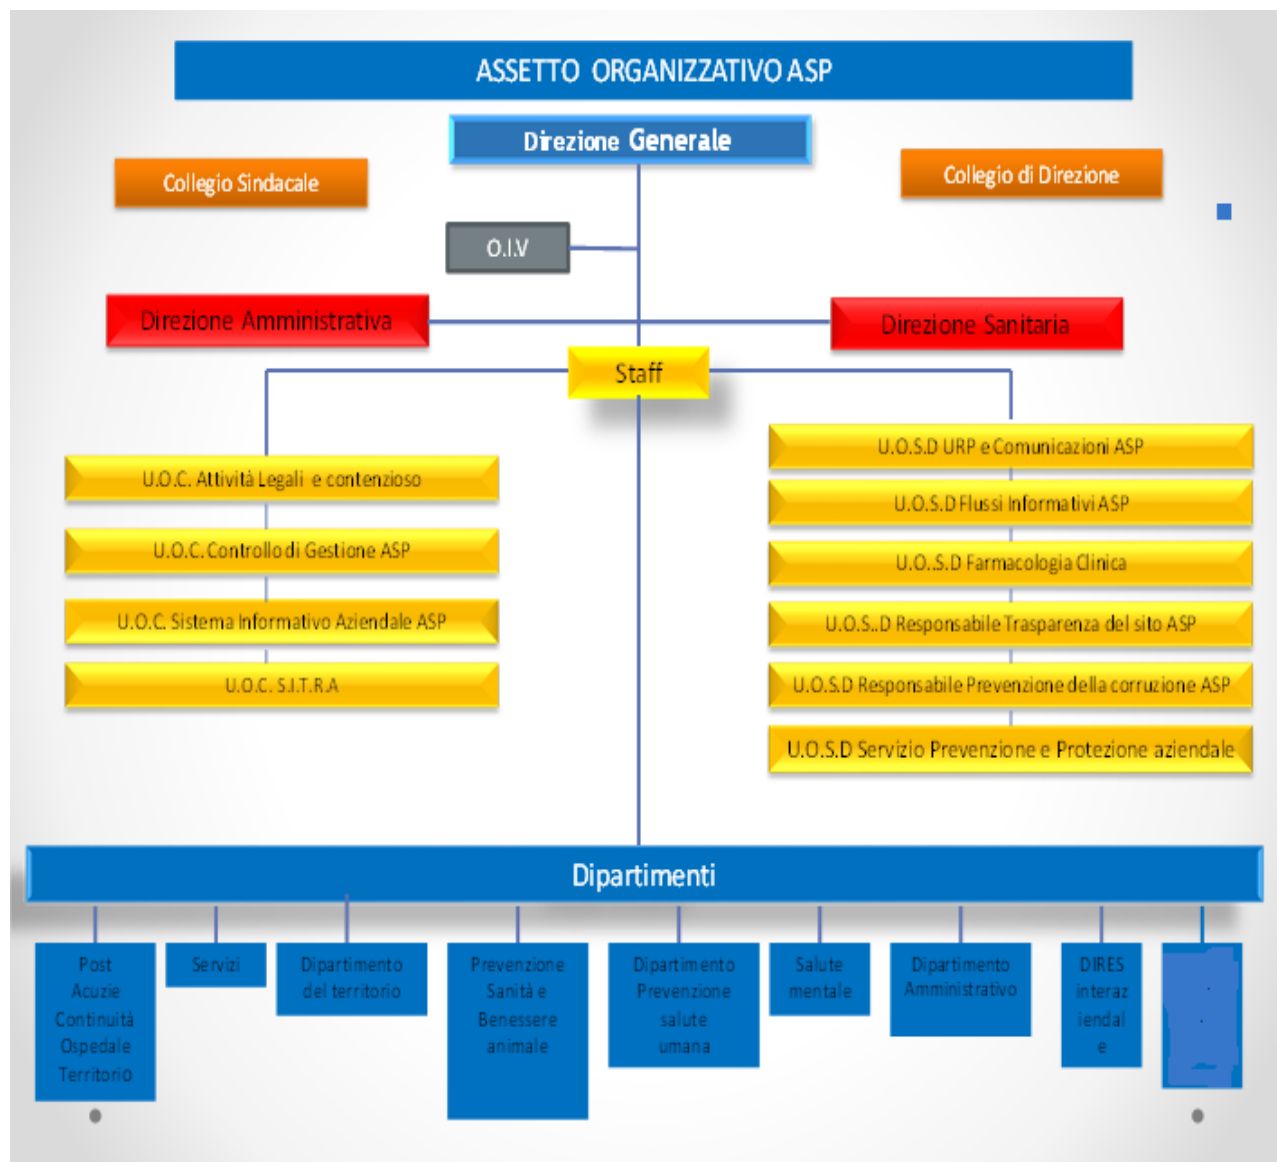 ASSETTO ORGANIZZATIVO ASP
Direzione Generale
Collegio Sindacale
Collegio di Direzione
O.I.V
Direzione Amministrativa
Direzione Sanitaria
Staff
U.O.C. Attività Legali e contenzioso
U.O.C. Controllo di Gestione ASP
U.O.C. Sistema Informativo Aziendale ASP
U.O.C. S.I.T.R.A
U.O.S.D URP e Comunicazioni ASP
U.O.S.D Flussi Informativi ASP
U.O..S.D Farmacologia Clinica
U.O.S..D Responsabile Trasparenza del sito ASP
U.O.S.D Responsabile Prevenzione della corruzione ASP
U.O.S.D Servizio Prevenzione e Protezione aziendale
Dipartimenti
Post
Acuzie
Continuità
Ospedale
Territorio
Servizi
Dipartimento
del territorio
Prevenzione
Sanità e
Benessere
animale
Dipartimento
Prevenzione
salute
umana
Salute
mentale
Dipartimento
Amministrativo
DIRES
interaz
iendal
e